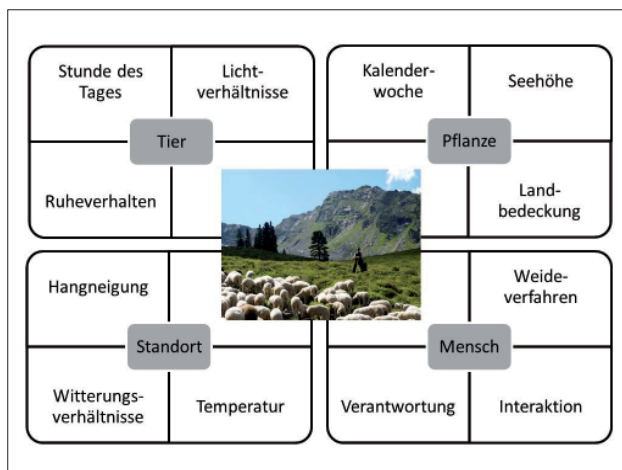 Stunde des
Tages
Licht-
verhältnisse
Tier
Ruheverhalten
Kalender-
woche
Seehöhe
Pflanze
Land-
bedeckung
Hangneigung
Standort
Witterungs-
verhältnisse
Temperatur
Weide-
verfahren
Mensch
Verantwortung
Interaktion